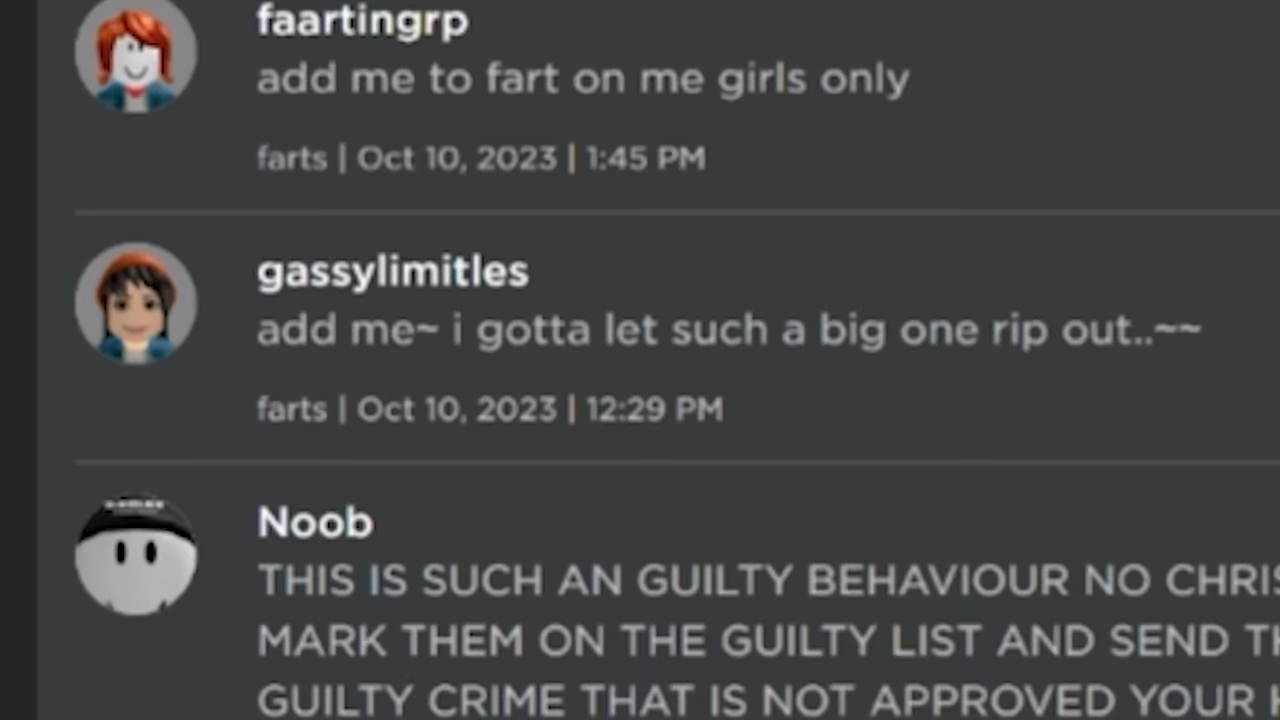 faartingrp
add me to fart on me girls only
farts | Oct 10, 2023 | 1:45 PM
gassylimitles
add me~ i gotta let such a big one rip out..~~
farts | Oct 10, 2023 | 12:29 PM
Noob
THIS IS SUCH AN GUILTY BEHAVIOUR NO
MARK THEM ON THE GUILTY LIST AND SEND
GUILTY CRIME THAT IS NOT APPROVED YOUR